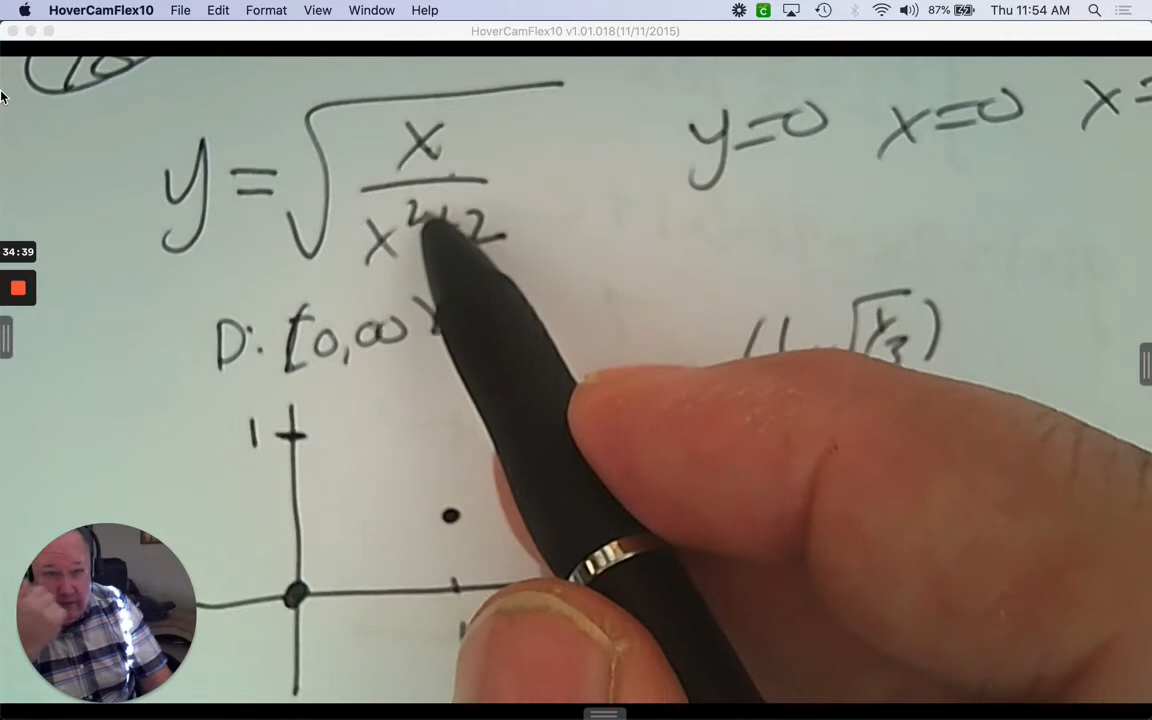 HoverCamFlex10 File Edit Format View Window Help 87% Thu 11:54 AM
HoverCamFlex10 v1.01.018(11/11/2015)
y = √(x/(x²+2)) y=0 x=0 x=
34:39
D: [0,∞)
1